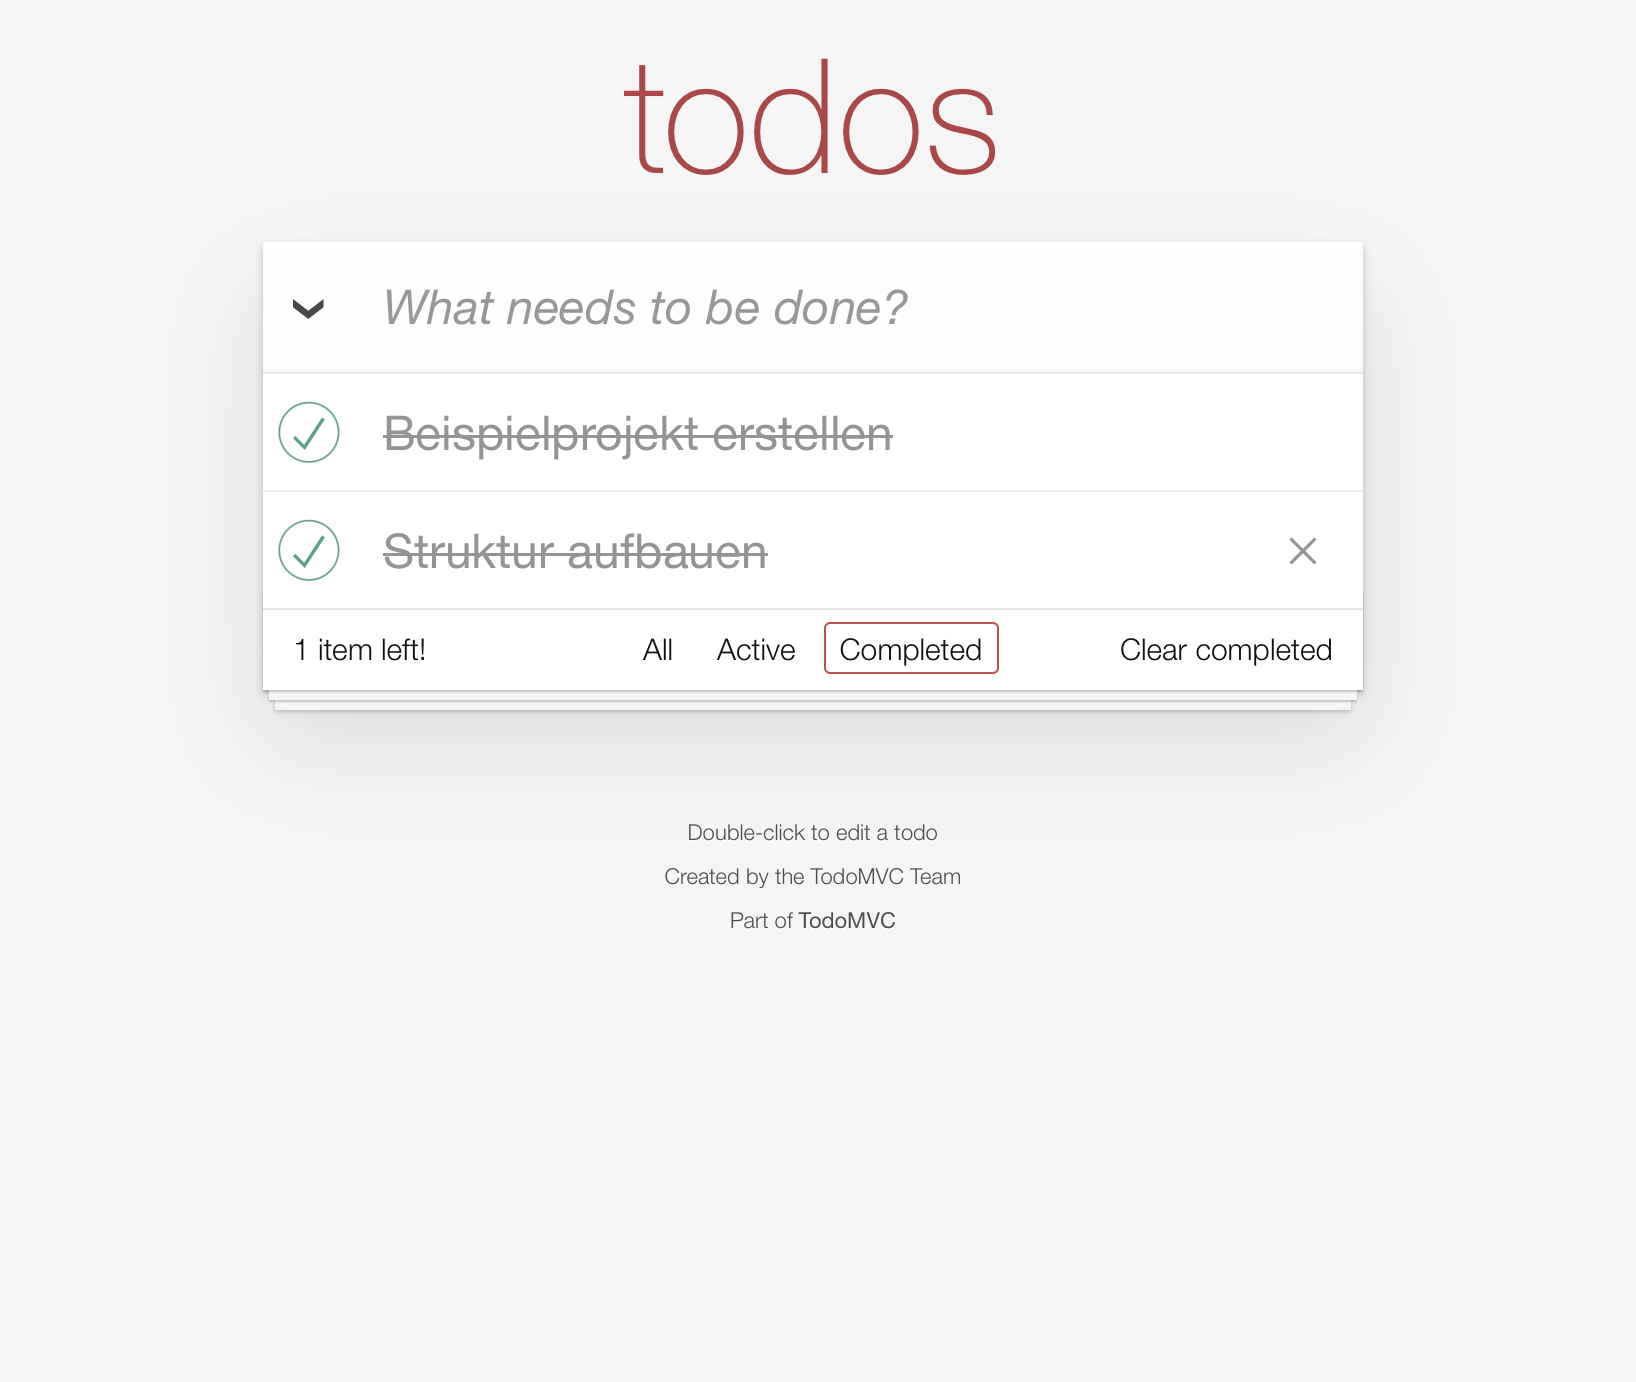 todos
What needs to be done?
Beispielprojekt erstellen
Struktur aufbauen
1 item left! All Active Completed Clear completed
Double-click to edit a todo
Created by the TodoMVC Team
Part of TodoMVC